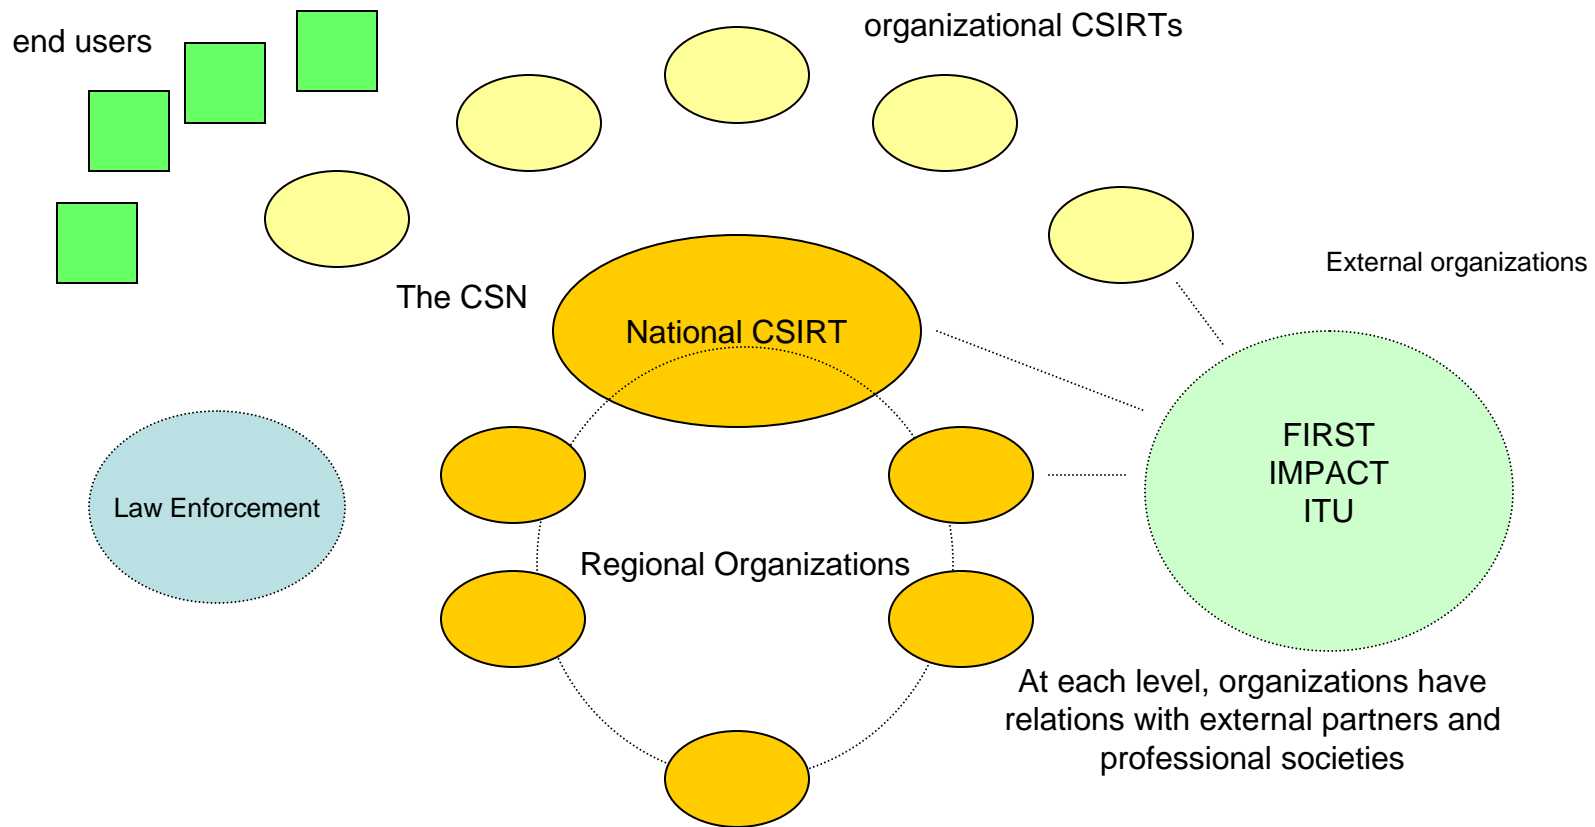 end users
organizational CSIRTs
External organizations
The CSN
National CSIRT
FIRST
IMPACT
ITU
Law Enforcement
Regional Organizations
At each level, organizations have
relations with external partners and
professional societies